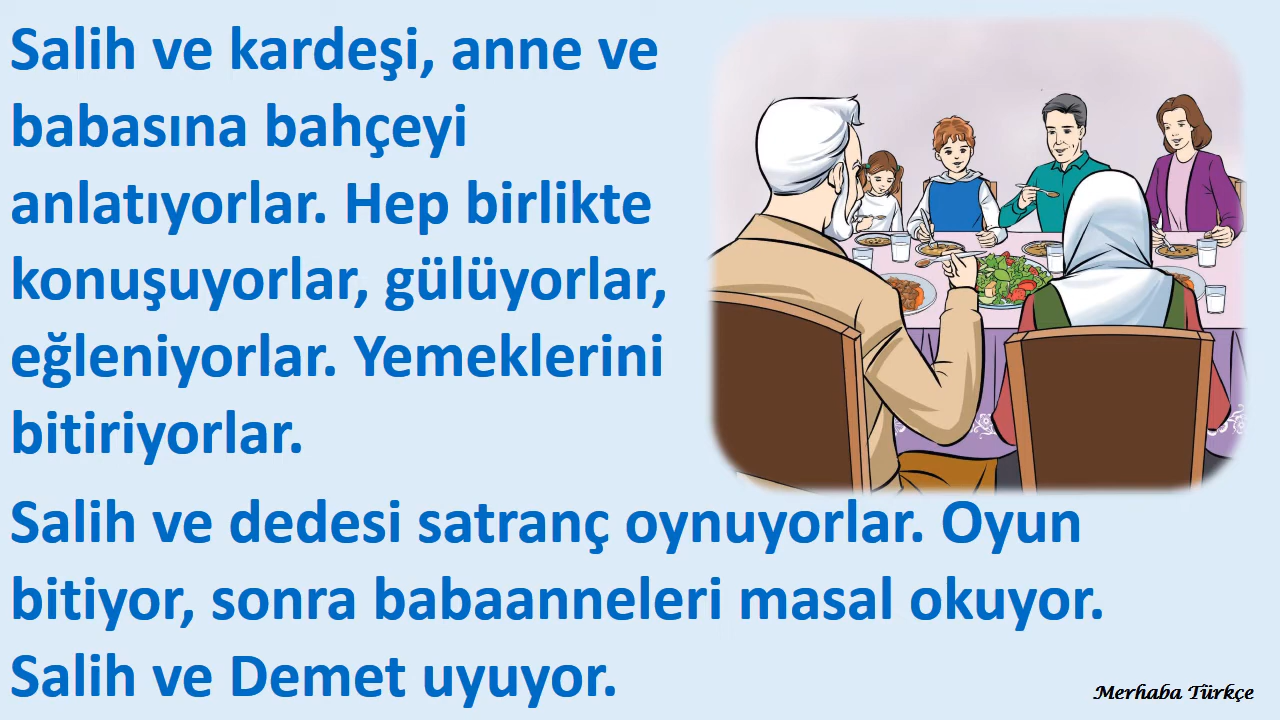 Salih ve kardeşi, anne ve
babasına bahçeyi
anlatıyorlar. Hep birlikte
konuşuyorlar, gülüyorlar,
eğleniyorlar. Yemeklerini
bitiriyorlar.
Salih ve dedesi satranç oynuyorlar. Oyun
bitiyor, sonra babaanneleri masal okuyor.
Salih ve Demet uyuyor.
Merhaba Türkçe